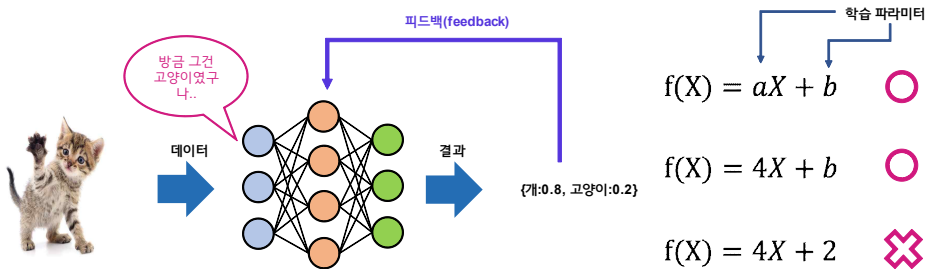 피드백(feedback)
학습 파라미터
방금 그건
고양이였구
나..
데이터
결과
{개:0.8, 고양이:0.2}
f(X) = aX + b
f(X) = 4X + b
f(X) = 4X + 2